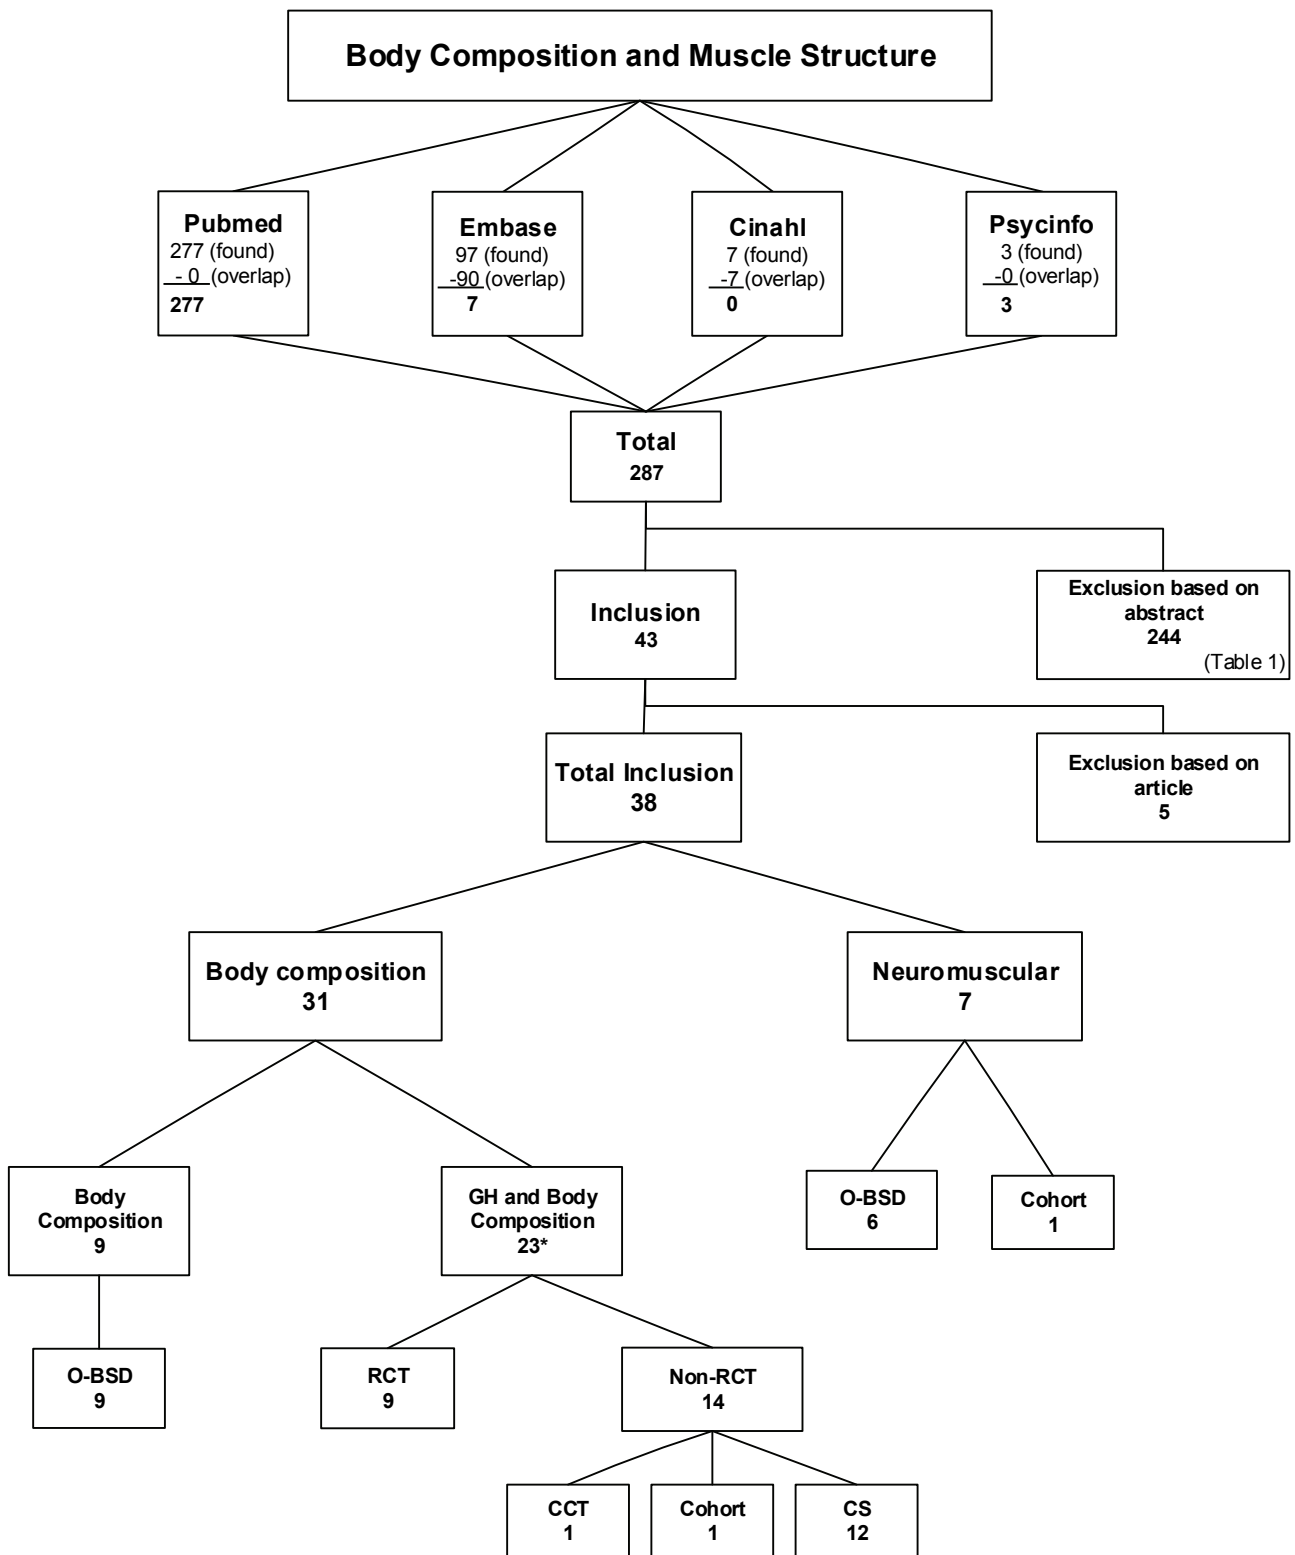 Body Composition and Muscle Structure
Pubmed
277 (found)
- 0 (overlap)
277
Embase
97 (found)
-90 (overlap)
7
Cinahl
7 (found)
-7 (overlap)
0
Psycinfo
3 (found)
-0 (overlap)
3
Total
287
Inclusion
43
Exclusion based on
abstract
244
(Table 1)
Total Inclusion
38
Exclusion based on
article
5
Body composition
31
Neuromuscular
7
Body
Composition
9
GH and Body
Composition
23*
O-BSD
6
Cohort
1
O-BSD
9
RCT
9
Non-RCT
14
CCT
1
Cohort
1
CS
12